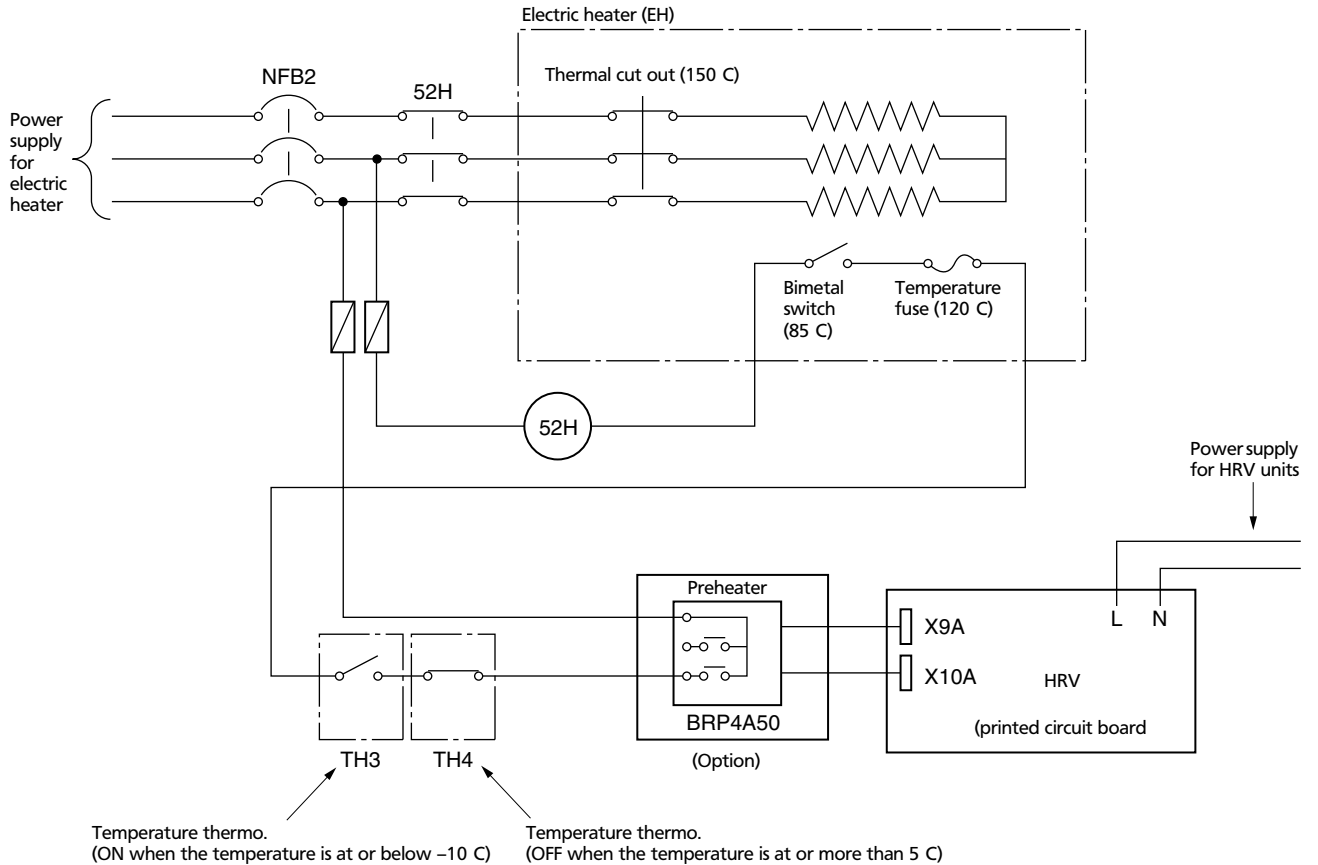 Electric heater (EH)
Thermal cut out (150 C)
NFB2
52H
Power
supply
for
electric
heater
Bimetal
switch
(85 C)
Temperature
fuse (120 C)
52H
Power supply
for HRV units
Preheater
L N
X9A
X10A
HRV
(printed circuit board
BRP4A50
(Option)
TH3
TH4
Temperature thermo.
(ON when the temperature is at or below –10 C)
Temperature thermo.
(OFF when the temperature is at or more than 5 C)